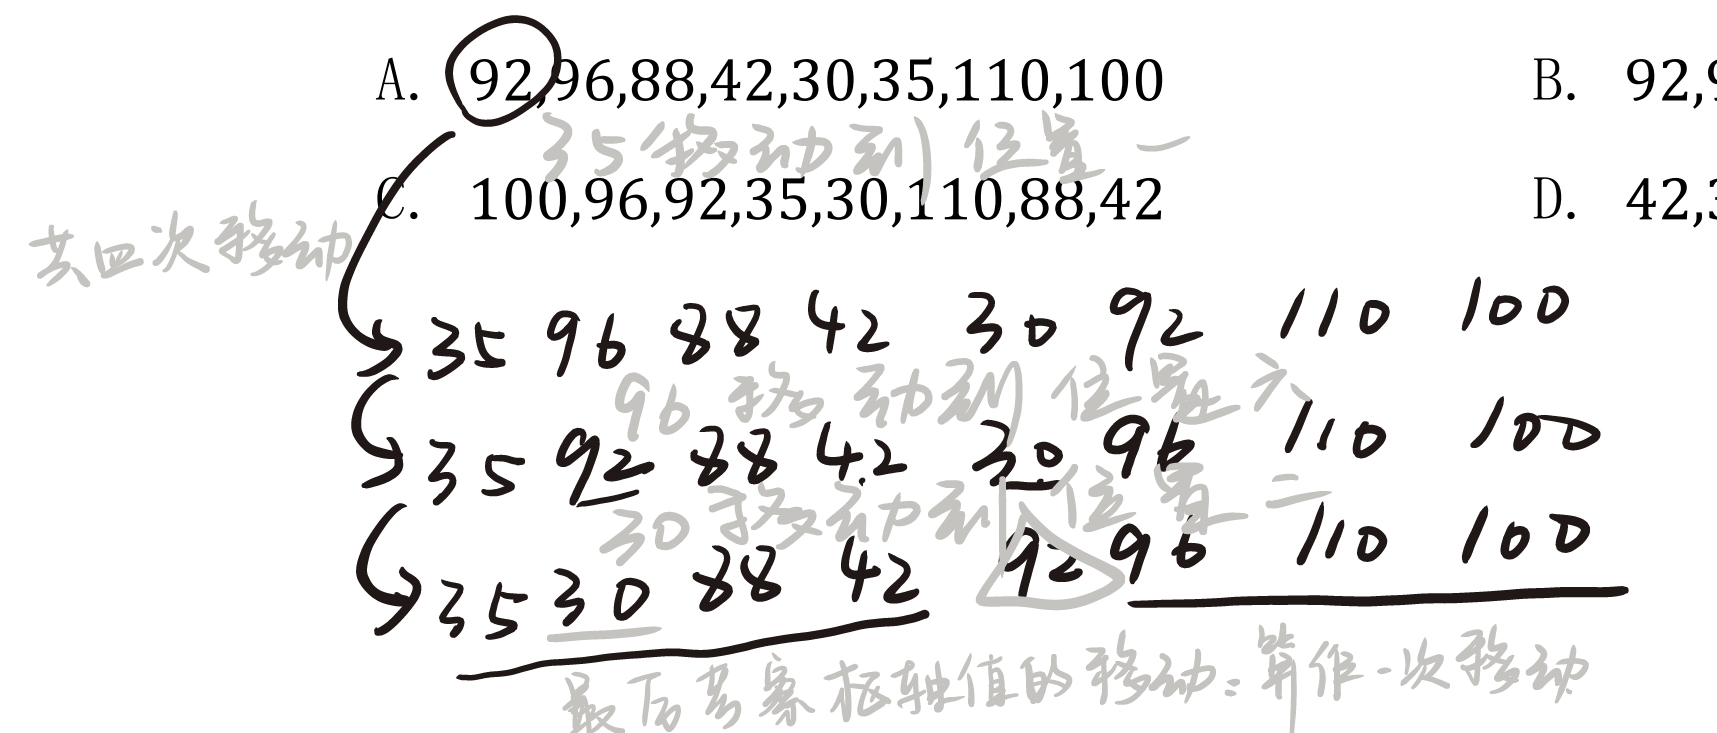 A. 92,96,88,42,30,35,110,100 B. 92,9
35移动到位置一
C. 100,96,92,35,30,110,88,42 D. 42,3
共四次移动
35 96 88 42 30 92 110 100
96移动到位置六
35 92 88 42 30 96 110 100
30移动到位置二
35 30 88 42 92 96 110 100
最后考察枢轴值的移动:算作一次移动